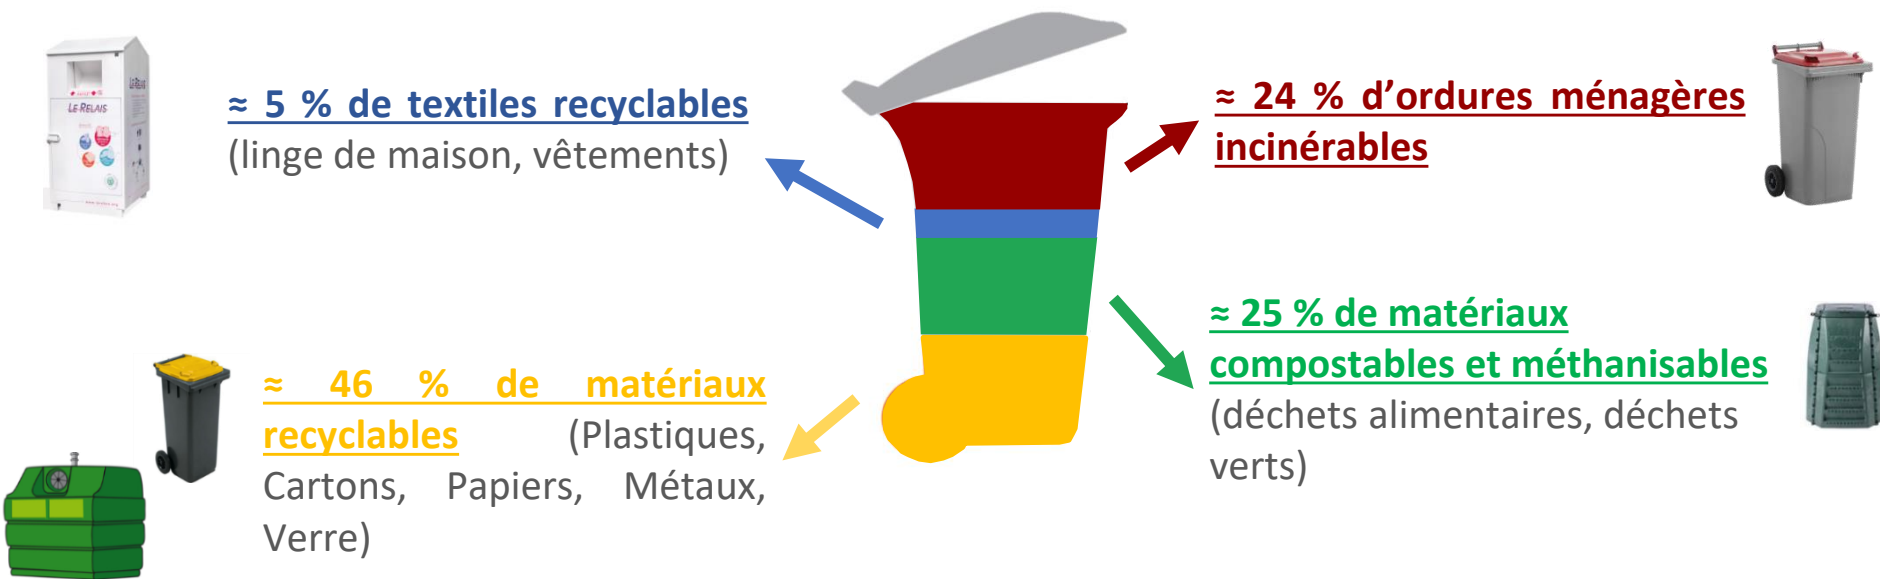 ≈ 5 % de textiles recyclables
(linge de maison, vêtements)
LE RELAIS
≈ 24 % d'ordures ménagères
incinérables
≈ 46 % de matériaux
recyclables (Plastiques,
Cartons, Papiers, Métaux,
Verre)
≈ 25 % de matériaux
compostables et méthanisables
(déchets alimentaires, déchets
verts)